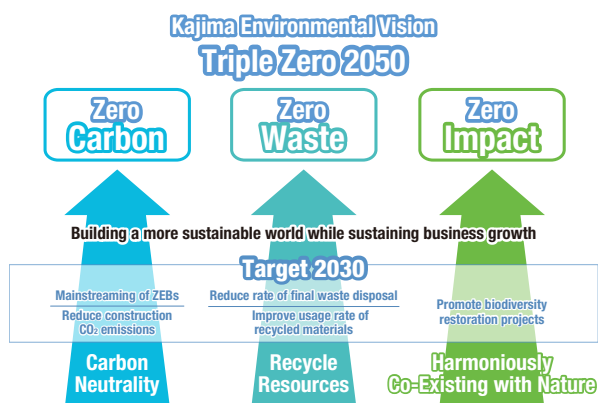 Kajima Environmental Vision
Triple Zero 2050
Zero
Carbon
Zero
Waste
Zero
Impact
Building a more sustainable world while sustaining business growth
Target 2030
Mainstreaming of ZEBs
Reduce construction
CO₂ emissions
Reduce rate of final waste disposal
Improve usage rate of
recycled materials
Promote biodiversity
restoration projects
Carbon
Neutrality
Recycle
Resources
Harmoniously
Co-Existing with Nature